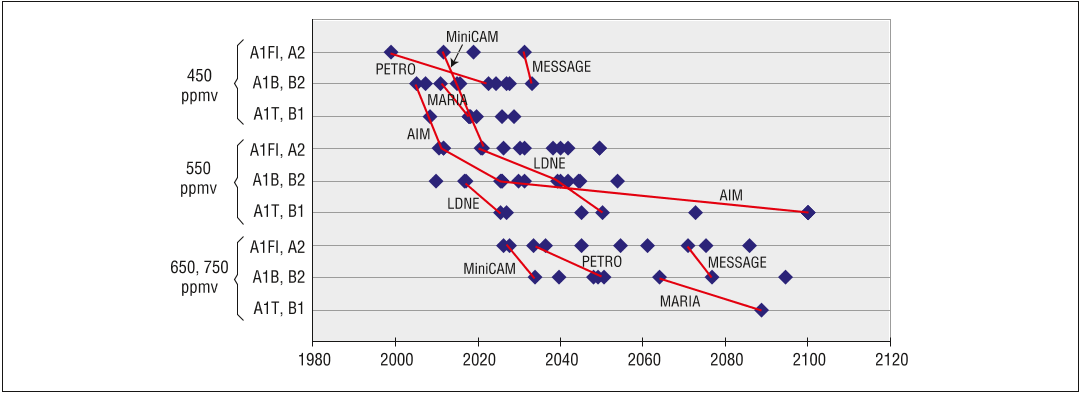 MiniCAM
A1FI, A2
PETRO
MESSAGE
450
ppmv
A1B, B2
MARIA
A1T, B1
AIM
A1FI, A2
LDNE
550
ppmv
A1B, B2
AIM
LDNE
A1T, B1
A1FI, A2
PETRO
MESSAGE
MiniCAM
650, 750
ppmv
A1B, B2
MARIA
A1T, B1
1980 2000 2020 2040 2060 2080 2100 2120